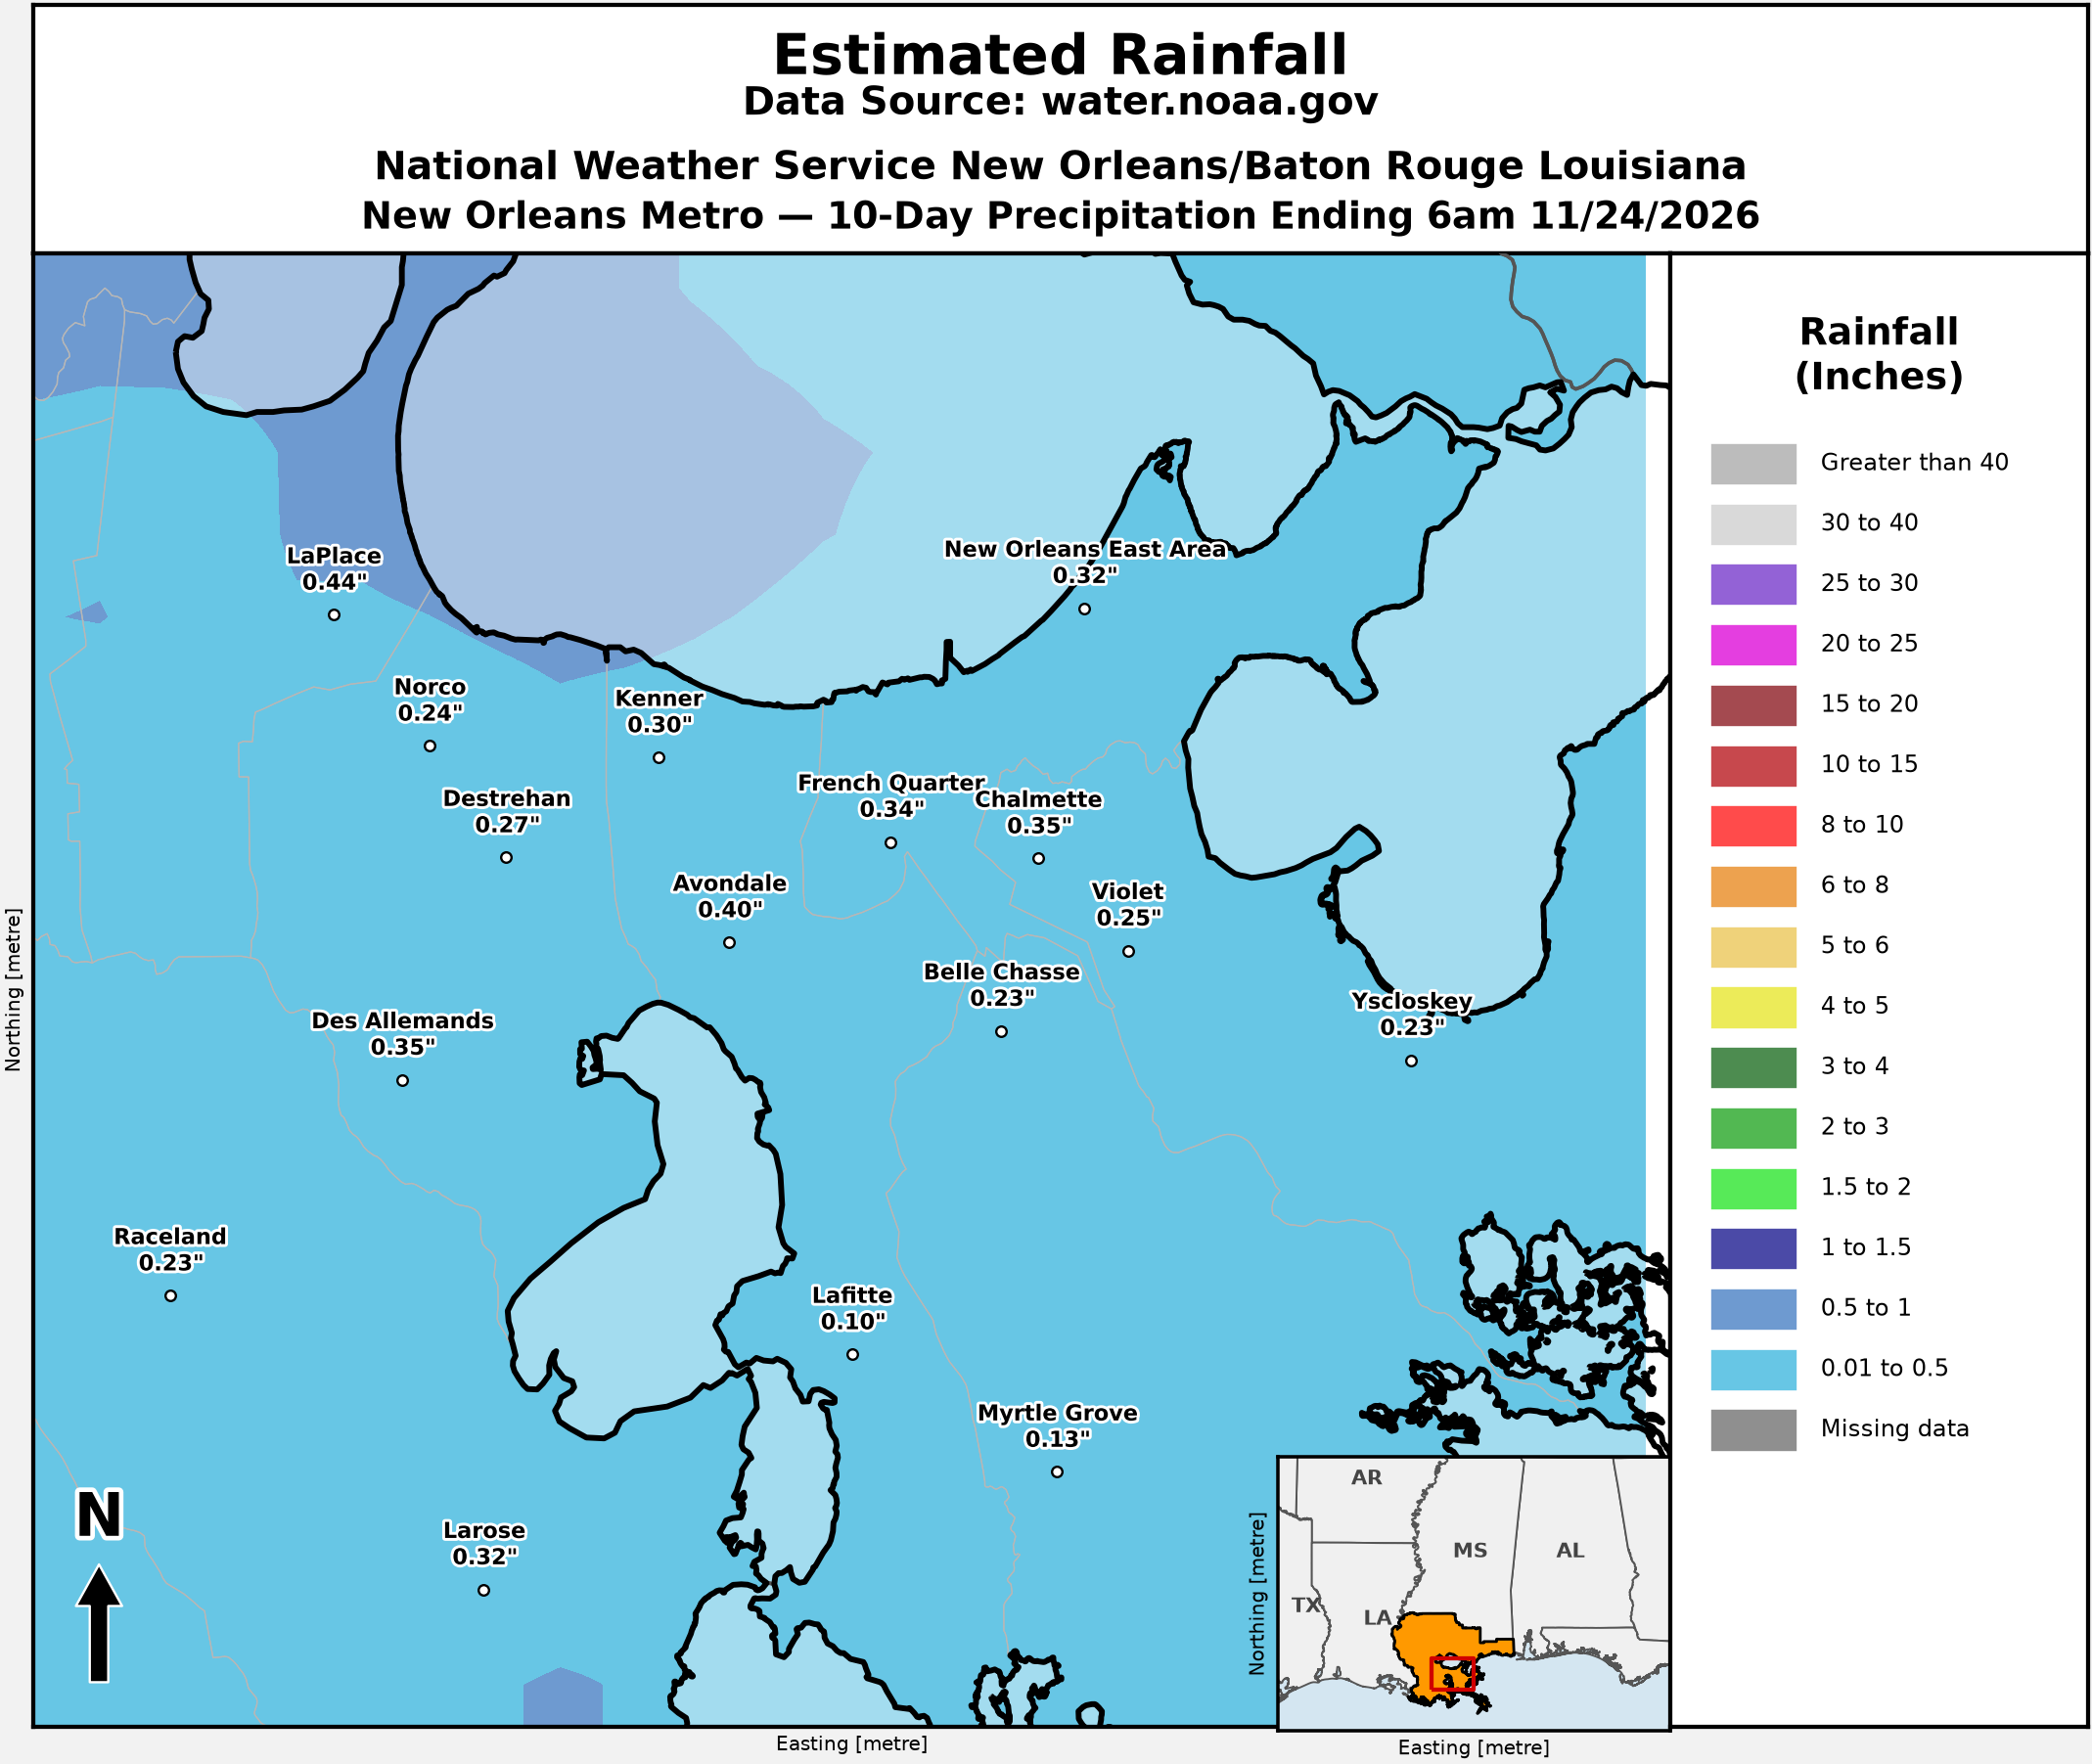 Estimated Rainfall
Data Source: water.noaa.gov
National Weather Service New Orleans/Baton Rouge Louisiana
New Orleans Metro — 10-Day Precipitation Ending 6am 11/24/2026
Rainfall
(Inches)
Greater than 40
30 to 40
25 to 30
20 to 25
15 to 20
10 to 15
8 to 10
6 to 8
5 to 6
4 to 5
3 to 4
2 to 3
1.5 to 2
1 to 1.5
0.5 to 1
0.01 to 0.5
Missing data
New Orleans East Area
0.32"
LaPlace
0.44"
Norco
0.24"
Kenner
0.30"
French Quarter
0.34"
Destrehan
0.27"
Chalmette
0.35"
Avondale
0.40"
Violet
0.25"
Belle Chasse
0.23"
Yscloskey
0.23"
Des Allemands
0.35"
Raceland
0.23"
Lafitte
0.10"
Myrtle Grove
0.13"
Larose
0.32"
N
AR
MS
AL
TX
LA
Northing [metre]
Northing [metre]
Easting [metre]
Easting [metre]